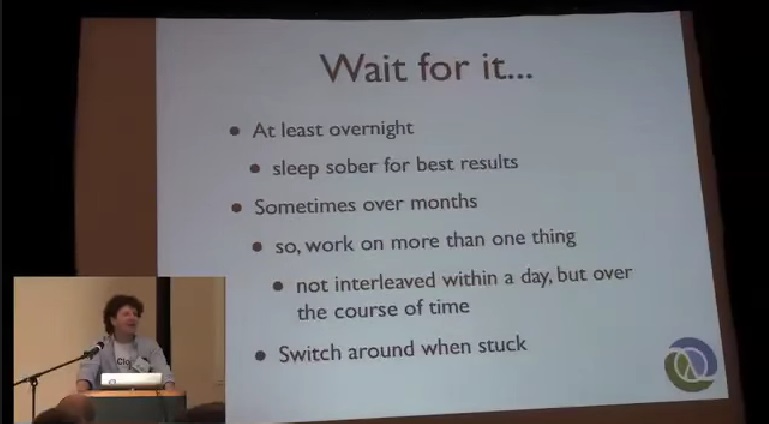 Wait for it...
At least overnight
sleep sober for best results
Sometimes over months
so, work on more than one thing
not interleaved within a day, but over
the course of time
Switch around when stuck